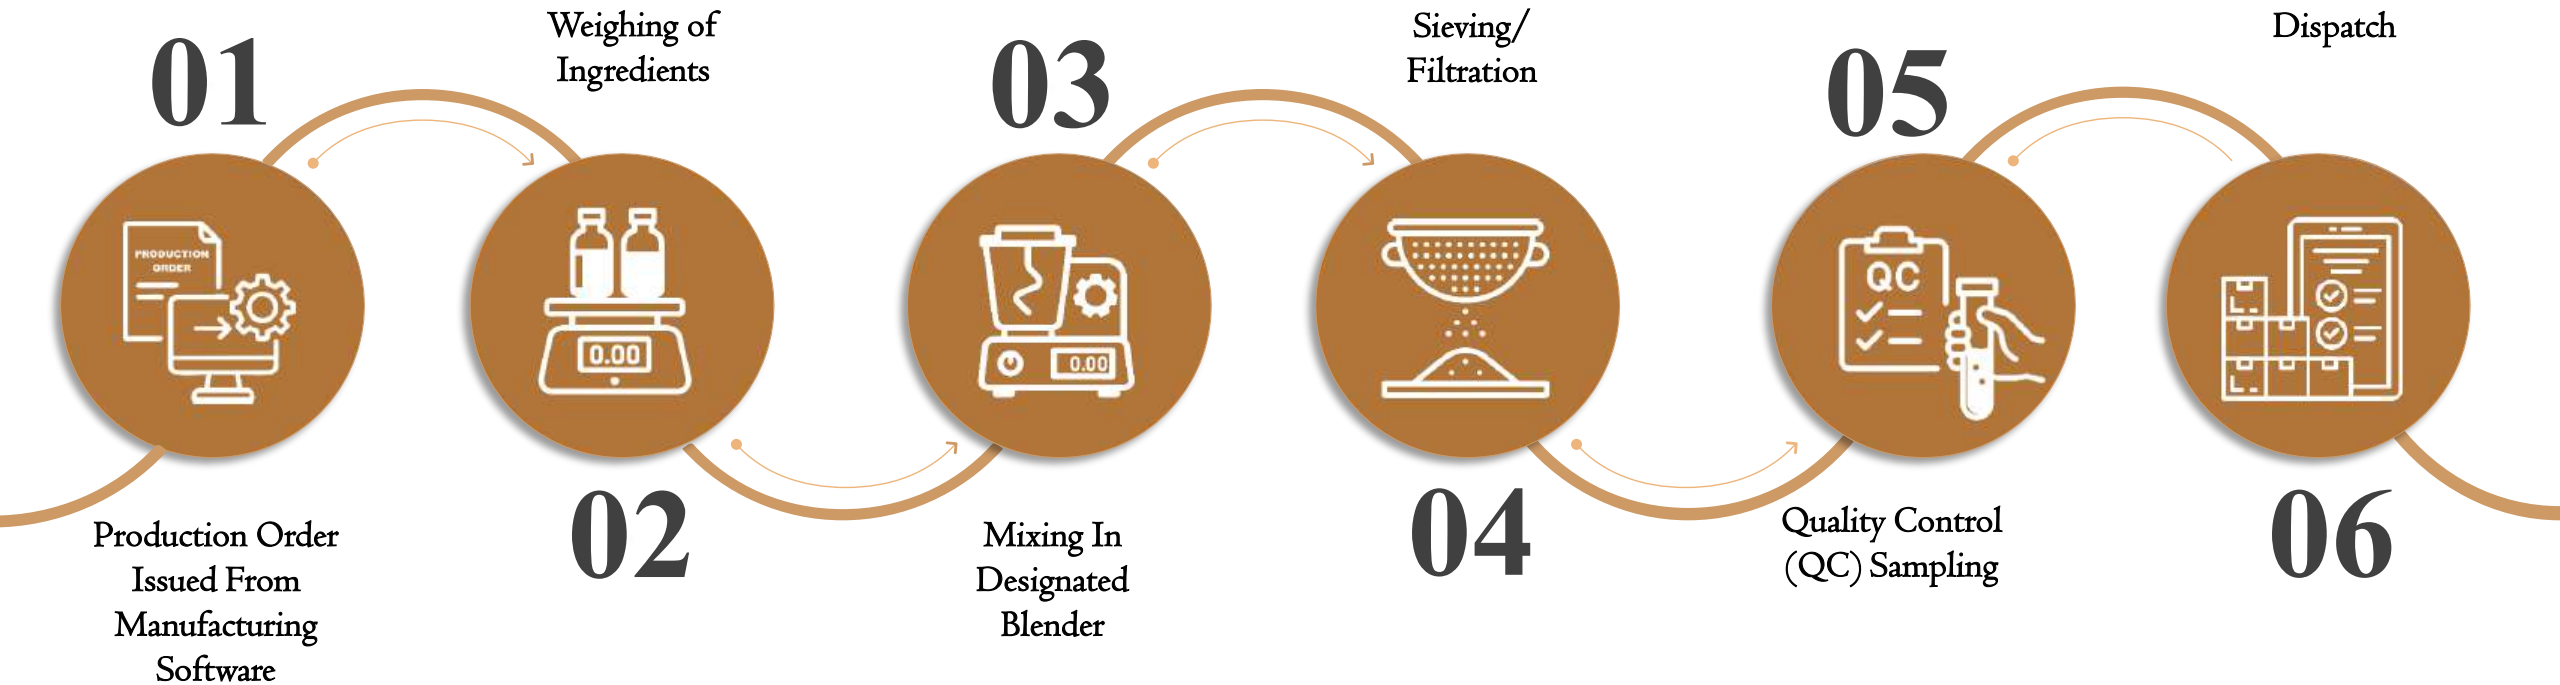 01
PRODUCTION
ORDER
Production Order
Issued From
Manufacturing
Software
Weighing of
Ingredients
0.00
02
03
0.00
Mixing In
Designated
Blender
Sieving/
Filtration
04
05
QC
Quality Control
(QC) Sampling
Dispatch
06